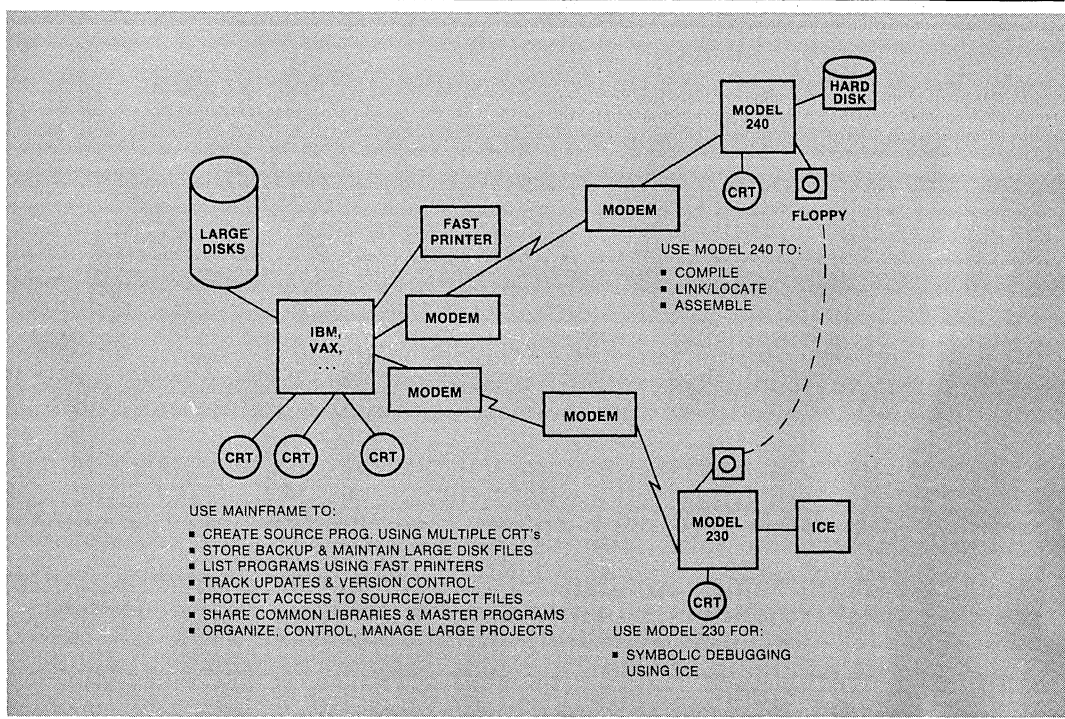 LARGE
DISKS
FAST
PRINTER
IBM,
VAX,
...
MODEM
MODEM
MODEM
MODEM
CRT
CRT
CRT
MODEL
240
HARD
DISK
CRT
FLOPPY
USE MODEL 240 TO:
■ COMPILE
■ LINK/LOCATE
■ ASSEMBLE
MODEL
230
ICE
CRT
USE MODEL 230 FOR:
■ SYMBOLIC DEBUGGING
USING ICE
USE MAINFRAME TO:
■ CREATE SOURCE PROG. USING MULTIPLE CRT's
■ STORE BACKUP & MAINTAIN LARGE DISK FILES
■ LIST PROGRAMS USING FAST PRINTERS
■ TRACK UPDATES & VERSION CONTROL
■ PROTECT ACCESS TO SOURCE/OBJECT FILES
■ SHARE COMMON LIBRARIES & MASTER PROGRAMS
■ ORGANIZE, CONTROL, MANAGE LARGE PROJECTS